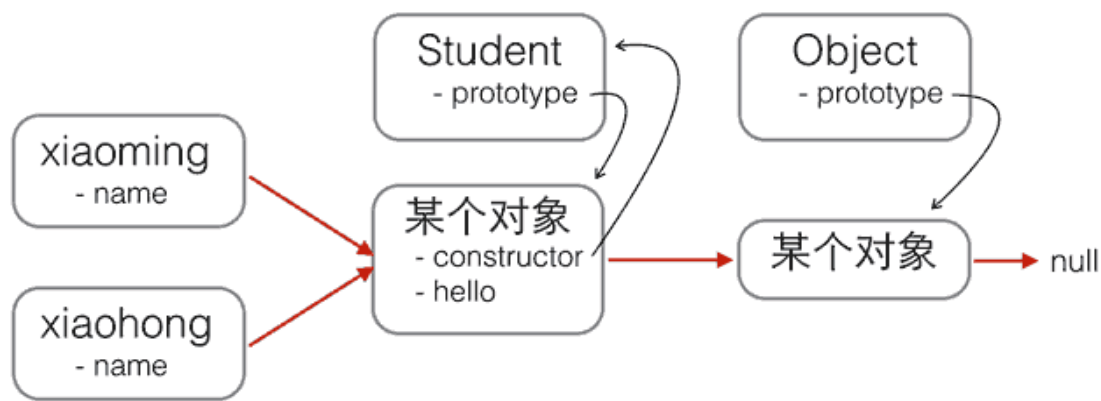 Student
- prototype
Object
- prototype
xiaoming
- name
某个对象
- constructor
- hello
某个对象
null
xiaohong
- name